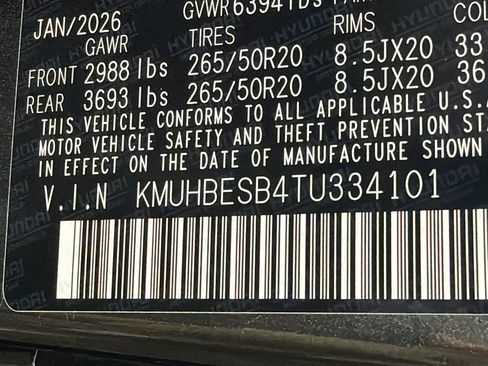 JAN/2026 GVWR 6394 lbs
GAWR TIRES RIMS
FRONT 2988 lbs 265/50R20 8.5JX20 33
REAR 3693 lbs 265/50R20 8.5JX20 36
THIS VEHICLE CONFORMS TO ALL APPLICABLE U.S.
MOTOR VEHICLE SAFETY AND THEFT PREVENTION STA
IN EFFECT ON THE DATE OF MANUFACTURE SHOWN
V.I.N KMUHBESB4TU334101
HYUNDAI